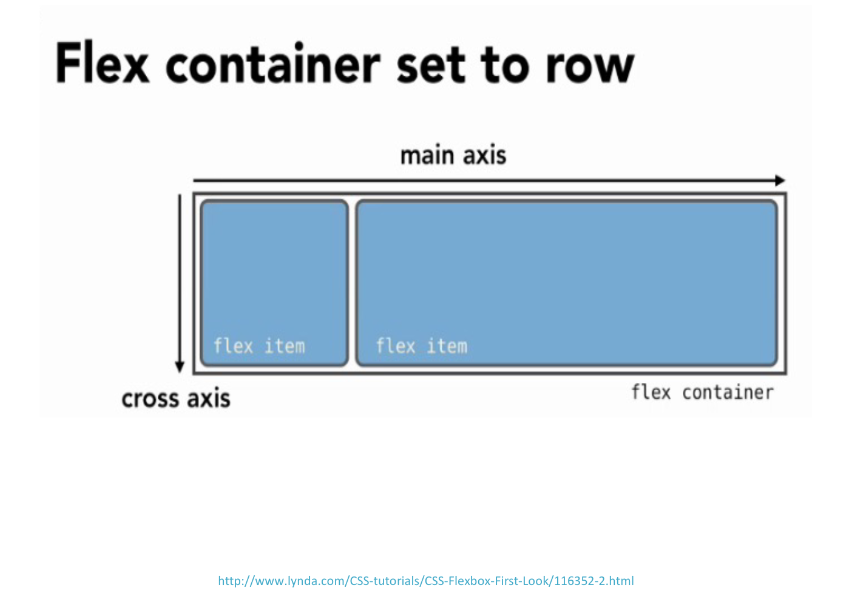 Flex container set to row
main axis
flex item
flex item
cross axis
flex container
http://www.lynda.com/CSS-tutorials/CSS-Flexbox-First-Look/116352-2.html